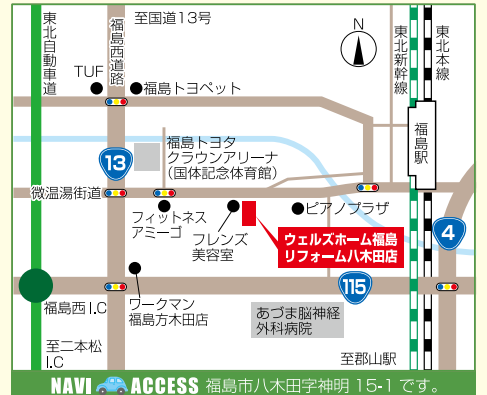 東北自動車道
福島西道路
至国道13号
N
東北新幹線
東北本線
TUF
福島トヨペット
福島駅
福島トヨタ
クラウンアリーナ
(国体記念体育館)
13
微温湯街道
フィットネス
アミーゴ
フレンズ
美容室
ピアノプラザ
4
ウェルズホーム福島
リフォーム八木田店
115
福島西I.C
ワークマン
福島方木田店
あづま脳神経
外科病院
至二本松
I.C
至郡山駅
NAVI ACCESS 福島市八木田字神明15-1です。